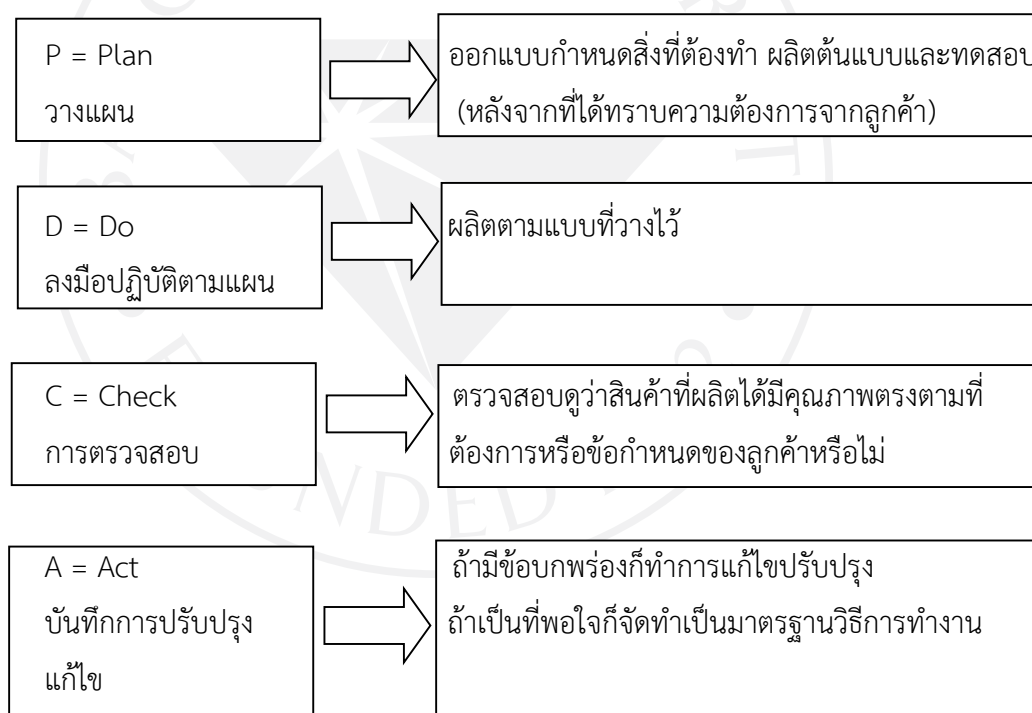 P = Plan
วางแผน
ออกแบบกำหนดสิ่งที่ต้องทำ ผลิตต้นแบบและทดสอบ
(หลังจากที่ได้ทราบความต้องการจากลูกค้า)
D = Do
ลงมือปฏิบัติตามแผน
ผลิตตามแบบที่วางไว้
C = Check
การตรวจสอบ
ตรวจสอบดูว่าสินค้าที่ผลิตได้มีคุณภาพตรงตามที่
ต้องการหรือข้อกำหนดของลูกค้าหรือไม่
A = Act
บันทึกการปรับปรุง
แก้ไข
ถ้ามีข้อบกพร่องก็ทำการแก้ไขปรับปรุง
ถ้าเป็นที่พอใจก็จัดทำเป็นมาตรฐานวิธีการทำงาน